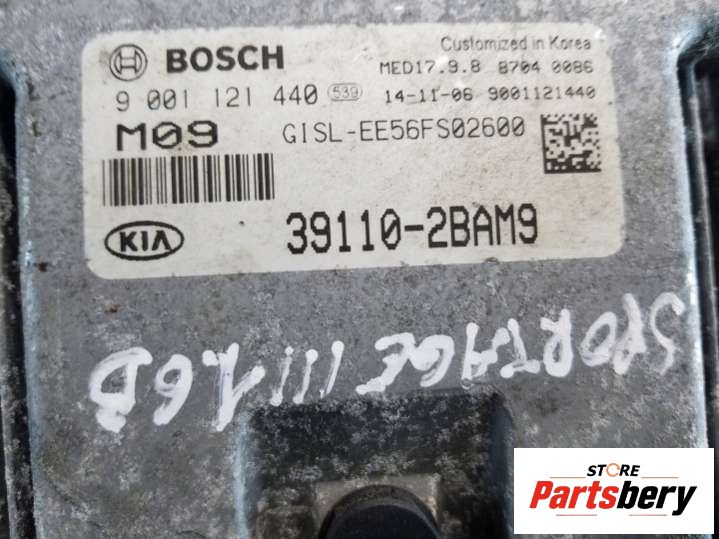 BOSCH
Customized in Korea
MED17.9.8 8704 0086
9 001 121 440 539
14-11-06 9001121440
M09 GISL-EE56FS02600
KIA 39110-2BAM9
SPORTAGE III 1.6B
STORE
Partsbery